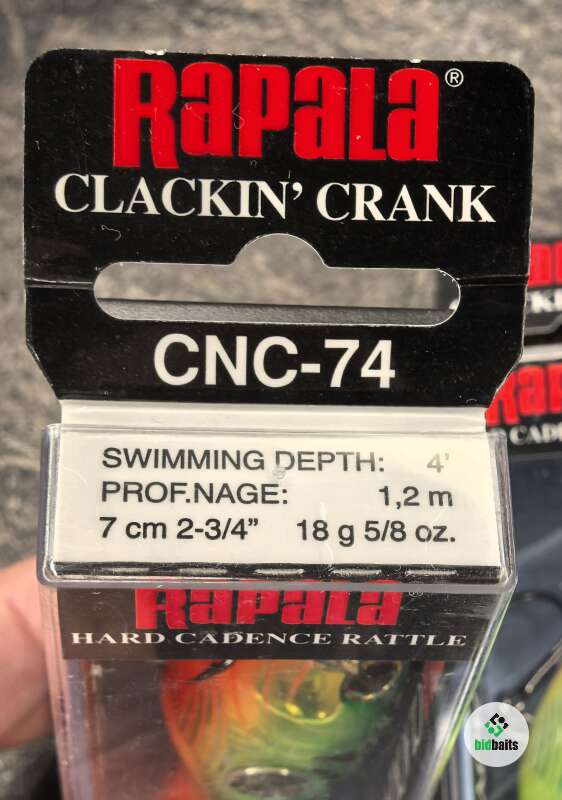 RAPALA®
CLACKIN' CRANK
CNC-74
SWIMMING DEPTH: 4'
PROF.NAGE: 1,2 m
7 cm 2-3/4” 18 g 5/8 oz.
RAPALA
HARD CADENCE RATTLE
bidbaits